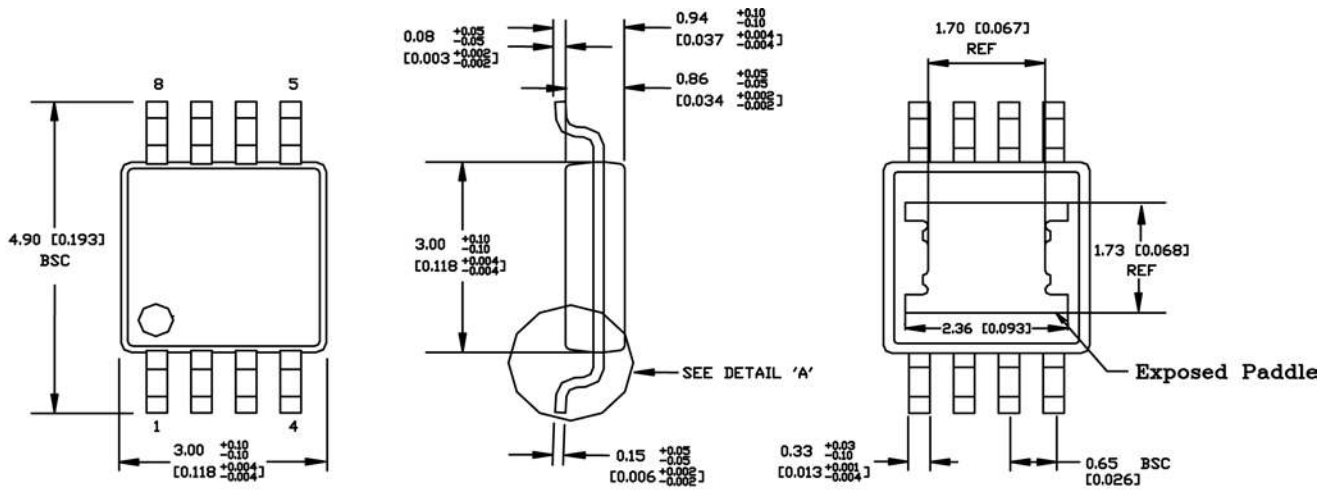 8 5
4.90 [0.193]
BSC
1 4
3.00 +0.10 -0.10
[0.118 +0.004 -0.004]
0.08 +0.05 -0.05
[0.003 +0.002 -0.002]
0.94 +0.10 -0.10
[0.037 +0.004 -0.004]
0.86 +0.05 -0.05
[0.034 +0.002 -0.002]
3.00 +0.10 -0.10
[0.118 +0.004 -0.004]
SEE DETAIL 'A'
0.15 +0.05 -0.05
[0.006 +0.002 -0.002]
1.70 [0.067]
REF
1.73 [0.068]
REF
2.36 [0.093]
Exposed Paddle
0.33 +0.03 -0.10
[0.013 +0.001 -0.004]
0.65 BSC
[0.026]